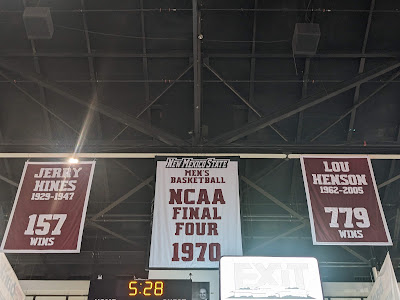 JERRY
HINES
1929-1947
157
WINS
NEW MEXICO STATE
MEN'S
BASKETBALL
NCAA
FINAL
FOUR
1970
LOU
HENSON
1962-2005
779
WINS
5:28
EXIT